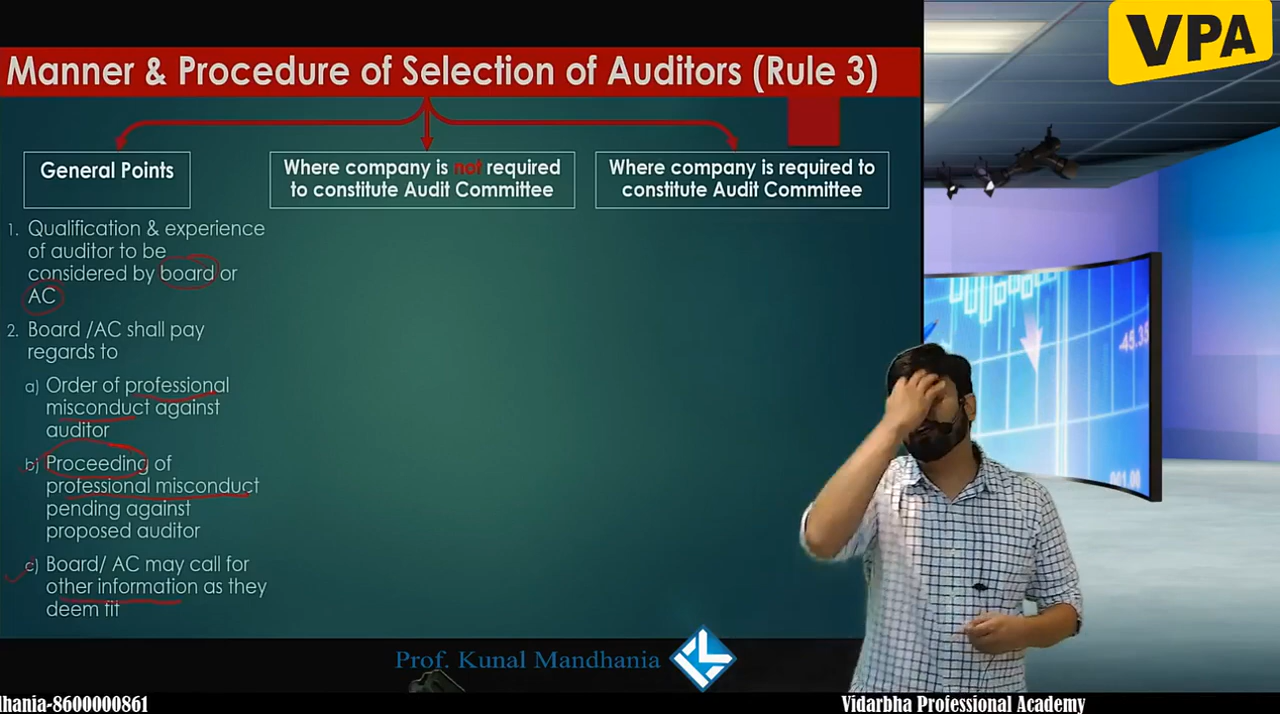 VPA
Manner & Procedure of Selection of Auditors (Rule 3)
General Points
Where company is not required
to constitute Audit Committee
Where company is required to
constitute Audit Committee
1. Qualification & experience
of auditor to be
considered by board or
AC
2. Board /AC shall pay
regards to
a) Order of professional
misconduct against
auditor
b) Proceeding of
professional misconduct
pending against
proposed auditor
c) Board/ AC may call for
other information as they
deem fit
-45.35
Prof. Kunal Mandhania
dhania-8600000861
Vidarbha Professional Academy